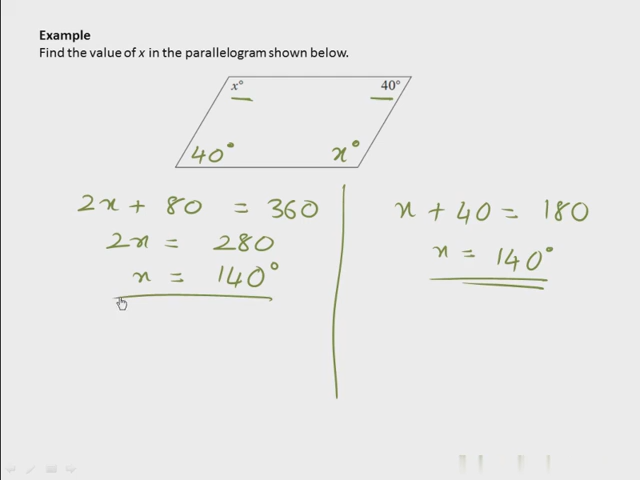 Example
Find the value of x in the parallelogram shown below.
x° 40°
40° x°
2x + 80 = 360
2x = 280
x = 140°
x + 40 = 180
x = 140°